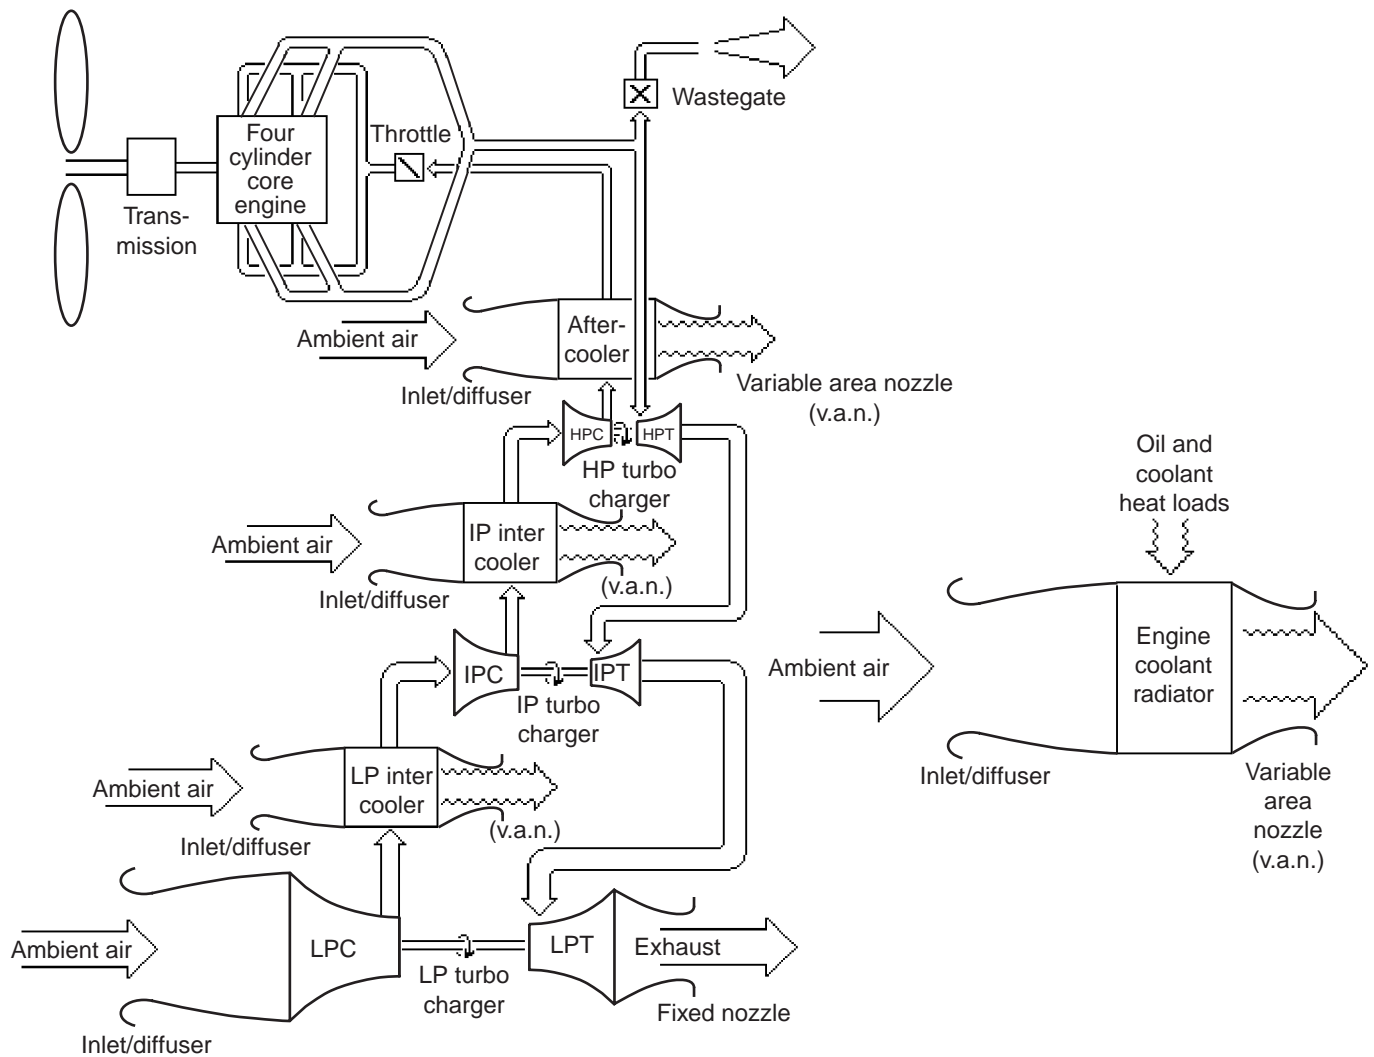 Wastegate
Four
cylinder
core
engine
Throttle
Trans-
mission
Ambient air
After-
cooler
Inlet/diffuser
Variable area nozzle
(v.a.n.)
HPC
HPT
HP turbo
charger
Ambient air
IP inter
cooler
(v.a.n.)
Inlet/diffuser
IPC
IPT
IP turbo
charger
Ambient air
LP inter
cooler
(v.a.n.)
Inlet/diffuser
Ambient air
LPC
LPT
Exhaust
LP turbo
charger
Fixed nozzle
Inlet/diffuser
Oil and
coolant
heat loads
Ambient air
Engine
coolant
radiator
Inlet/diffuser
Variable
area
nozzle
(v.a.n.)